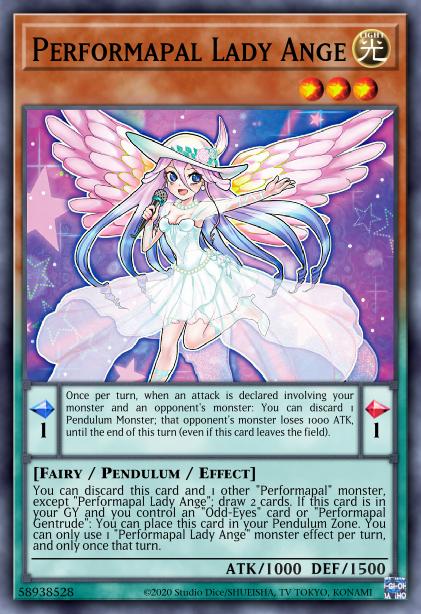 PERFORMAPAL LADY ANGE
LIGHT
光
Once per turn, when an attack is declared involving your
monster and an opponent's monster: You can discard 1
Pendulum Monster; that opponent's monster loses 1000 ATK,
until the end of this turn (even if this card leaves the field).
1
1
[FAIRY / PENDULUM / EFFECT]
You can discard this card and 1 other "Performapal" monster,
except "Performapal Lady Ange"; draw 2 cards. If this card is in
your GY and you control an "Odd-Eyes" card or "Performapal
Gentrude": You can place this card in your Pendulum Zone. You
can only use 1 "Performapal Lady Ange" monster effect per turn,
and only once that turn.
ATK/1000 DEF/1500
58938528
©2020 Studio Dice/SHUEISHA, TV TOKYO, KONAMI